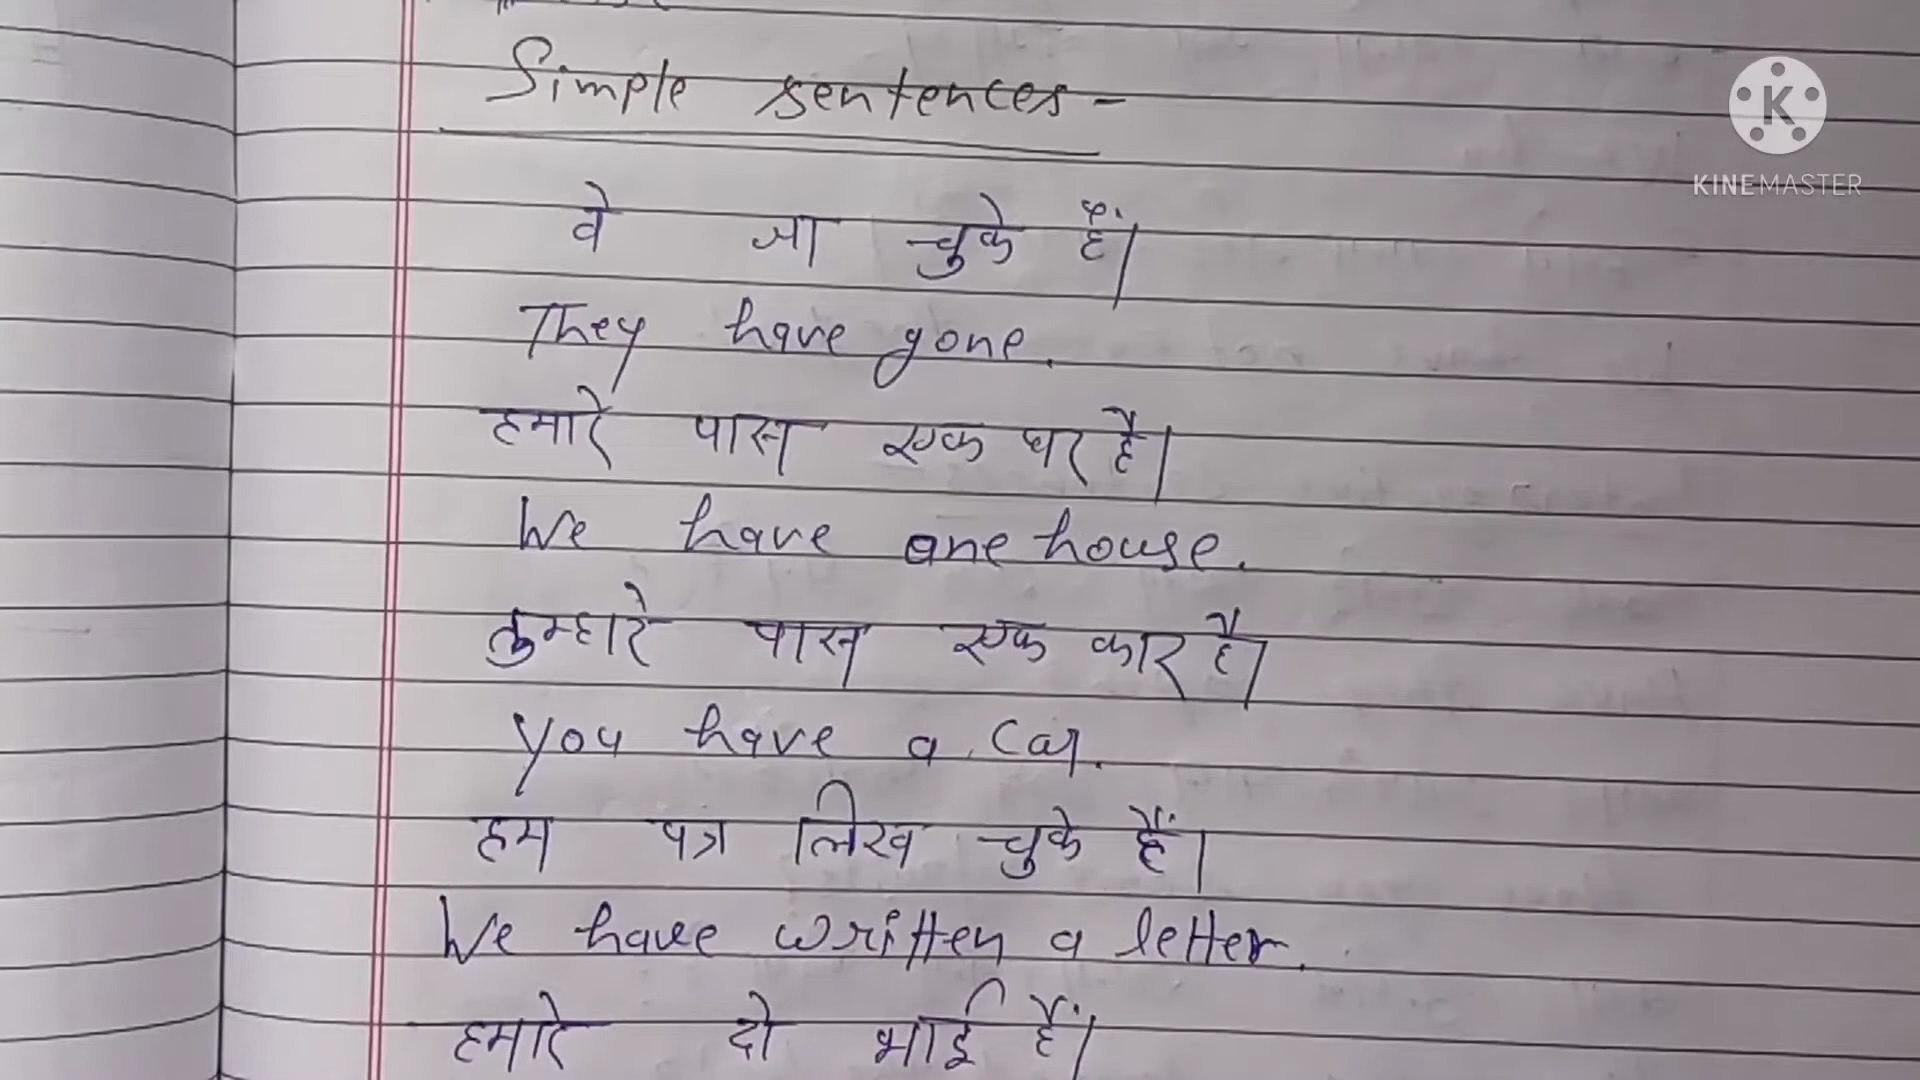 Simple sentences-
वे जा चुके हैं।
They have gone.
हमारे पास एक घर है।
We have one house.
तुम्हारे पास एक कार है।
You have a car.
हम पत्र लिख चुके हैं।
We have written a letter.
हमारे दो भाई हैं।
K
KINEMASTER